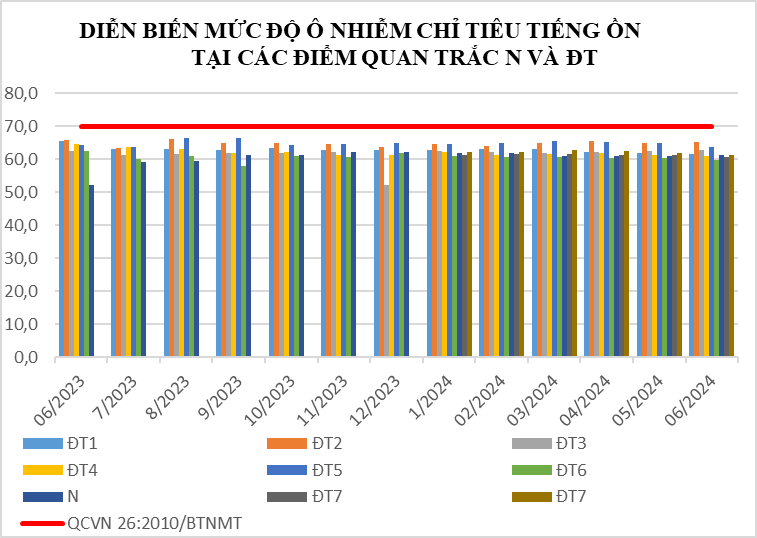 DIỄN BIẾN MỨC ĐỘ Ô NHIỄM CHỈ TIÊU TIẾNG ỒN
TẠI CÁC ĐIỂM QUAN TRẮC N VÀ ĐT
80,0
70,0
60,0
50,0
40,0
30,0
20,0
10,0
0,0
06/2023 7/2023 8/2023 9/2023 10/2023 11/2023 12/2023 1/2024 02/2024 03/2024 04/2024 05/2024 06/2024
ĐT1 ĐT2 ĐT3
ĐT4 ĐT5 ĐT6
N ĐT7 ĐT7
QCVN 26:2010/BTNMT